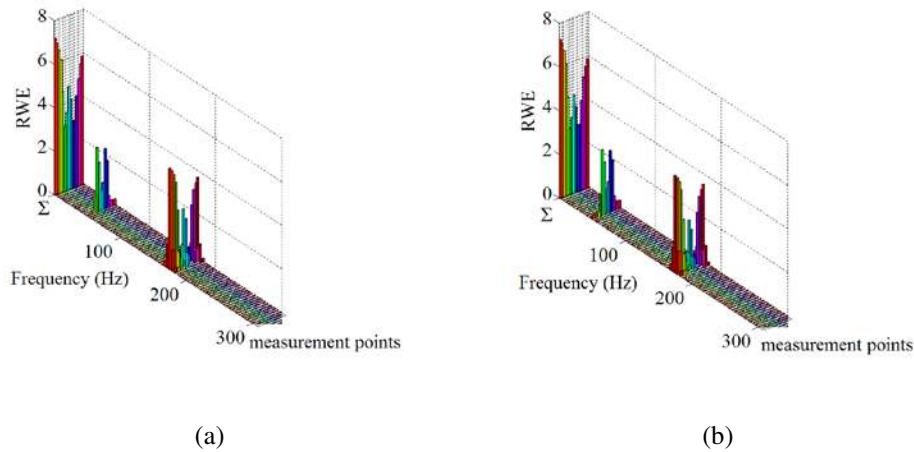 8
6
4
2
0
RWE
Σ
100
200
300
Frequency (Hz)
measurement points
(a)
8
6
4
2
0
RWE
Σ
100
200
300
Frequency (Hz)
measurement points
(b)